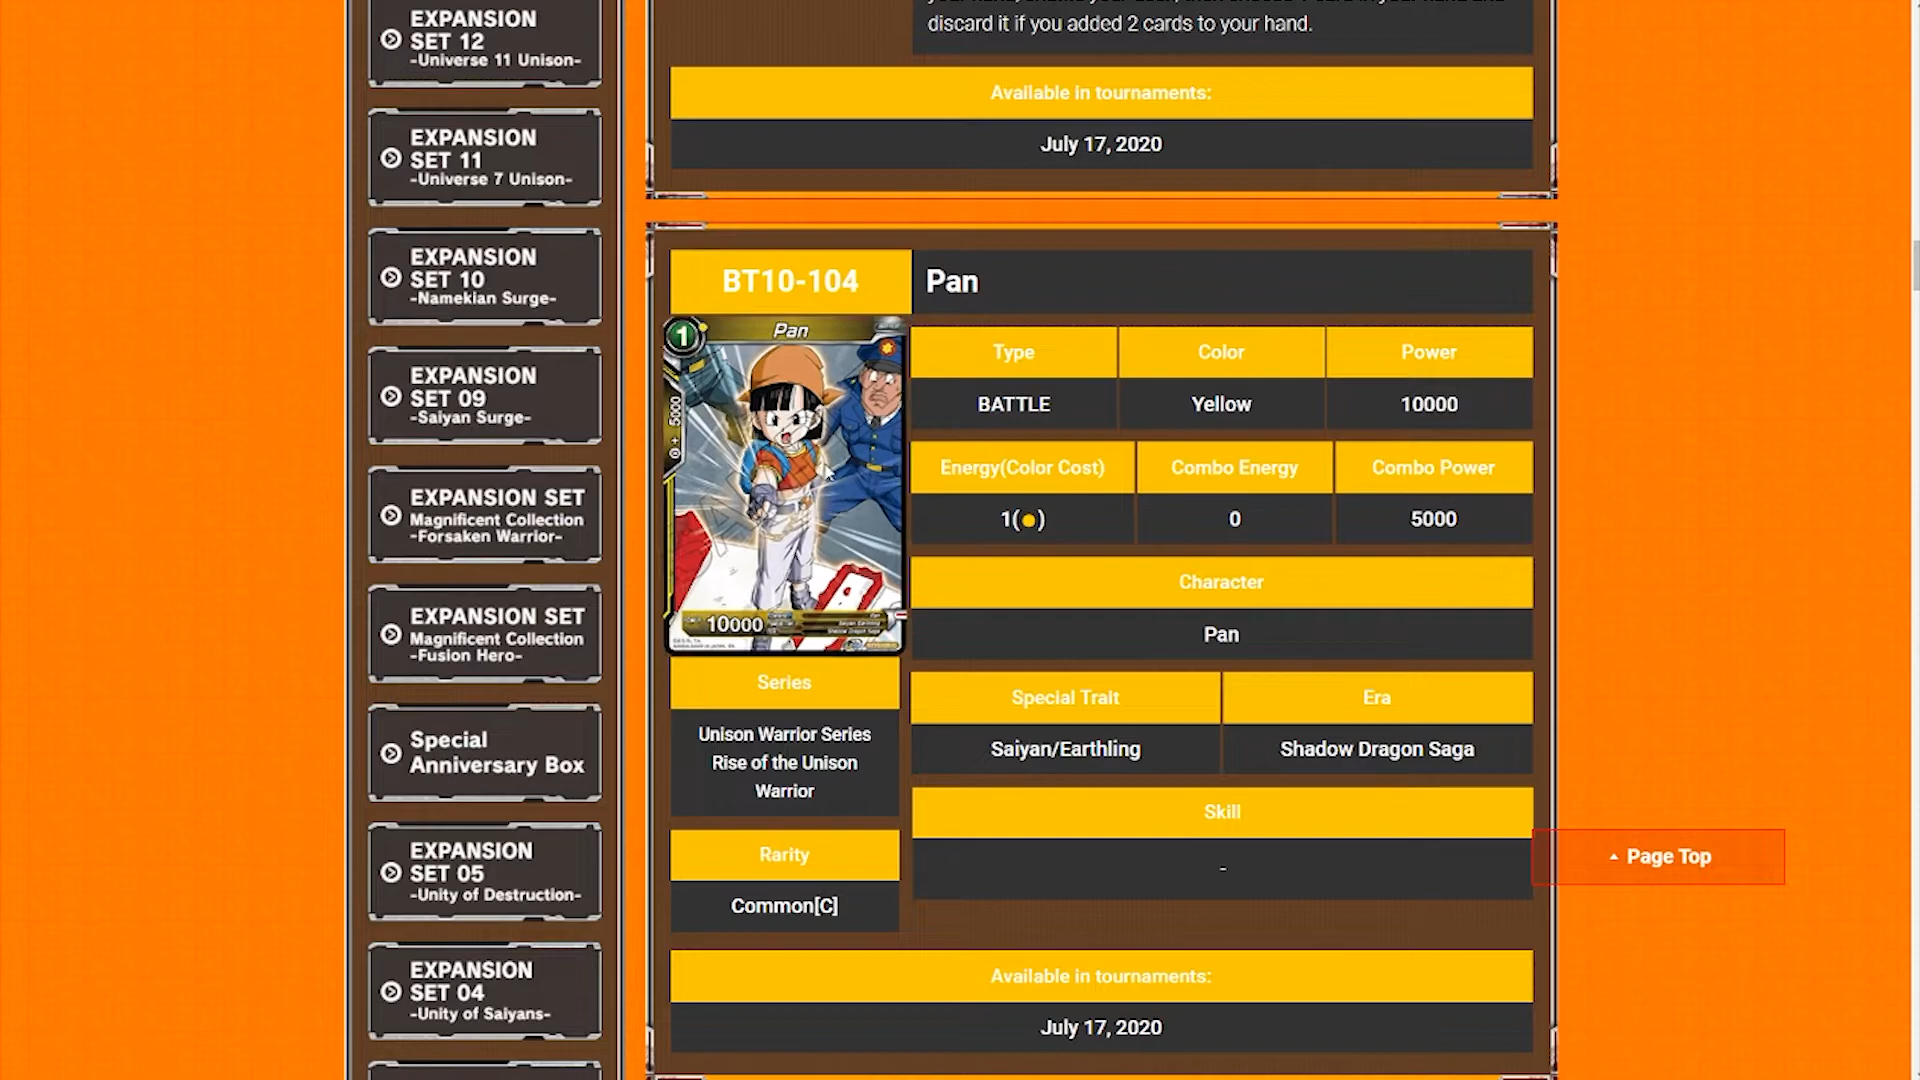 EXPANSION
SET 12
-Universe 11 Unison-
EXPANSION
SET 11
-Universe 7 Unison-
EXPANSION
SET 10
-Namekian Surge-
EXPANSION
SET 09
-Saiyan Surge-
EXPANSION SET
Magnificent Collection
-Forsaken Warrior-
EXPANSION SET
Magnificent Collection
-Fusion Hero-
Special
Anniversary Box
EXPANSION
SET 05
-Unity of Destruction-
EXPANSION
SET 04
-Unity of Saiyans-
discard it if you added 2 cards to your hand.
Available in tournaments:
July 17, 2020
BT10-104
Pan
1
Pan
5000
10000
Pan
Saiyan/Earthling
Shadow Dragon Saga
Type
Color
Power
BATTLE
Yellow
10000
Energy(Color Cost)
Combo Energy
Combo Power
1( )
0
5000
Character
Pan
Series
Unison Warrior Series
Rise of the Unison
Warrior
Special Trait
Era
Saiyan/Earthling
Shadow Dragon Saga
Skill
-
Rarity
Common[C]
Available in tournaments:
July 17, 2020
Page Top